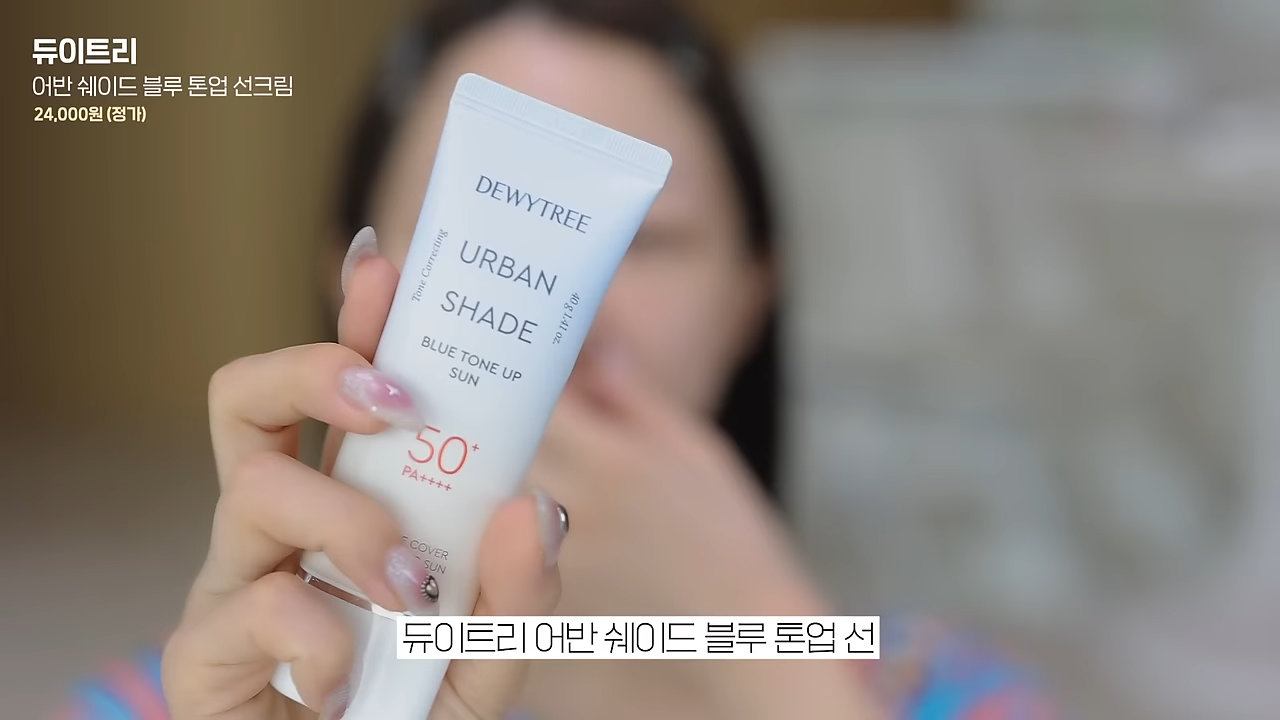 듀이트리
어반 쉐이드 블루 톤업 선크림
24,000원 (정가)
DEWYTREE
Tone Correcting
URBAN
SHADE
40g 1.41 oz.
BLUE TONE UP
SUN
50+
PA++++
COVER
SUN
듀이트리 어반 쉐이드 블루 톤업 선